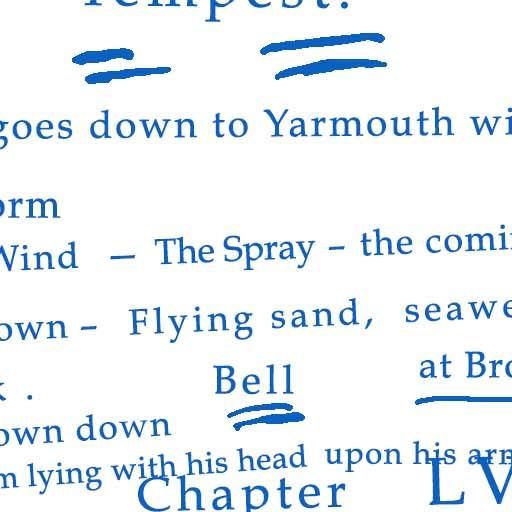 Tempest.
goes down to Yarmouth wi
orm
Wind — The Spray – the comi
own – Flying sand, seawe
k . Bell at Bro
own down
m lying with his head upon his arm
Chapter LV